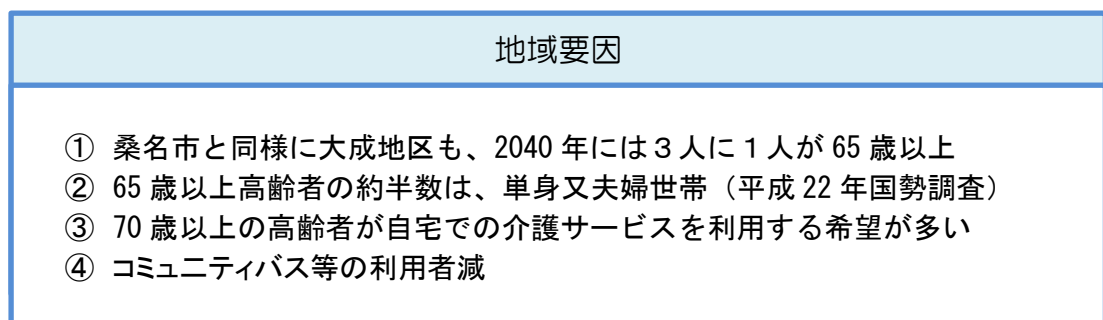 地域要因
① 桑名市と同様に大成地区も、2040 年には３人に１人が 65 歳以上
② 65 歳以上高齢者の約半数は、単身又夫婦世帯（平成 22 年国勢調査）
③ 70 歳以上の高齢者が自宅での介護サービスを利用する希望が多い
④ コミュニティバス等の利用者減